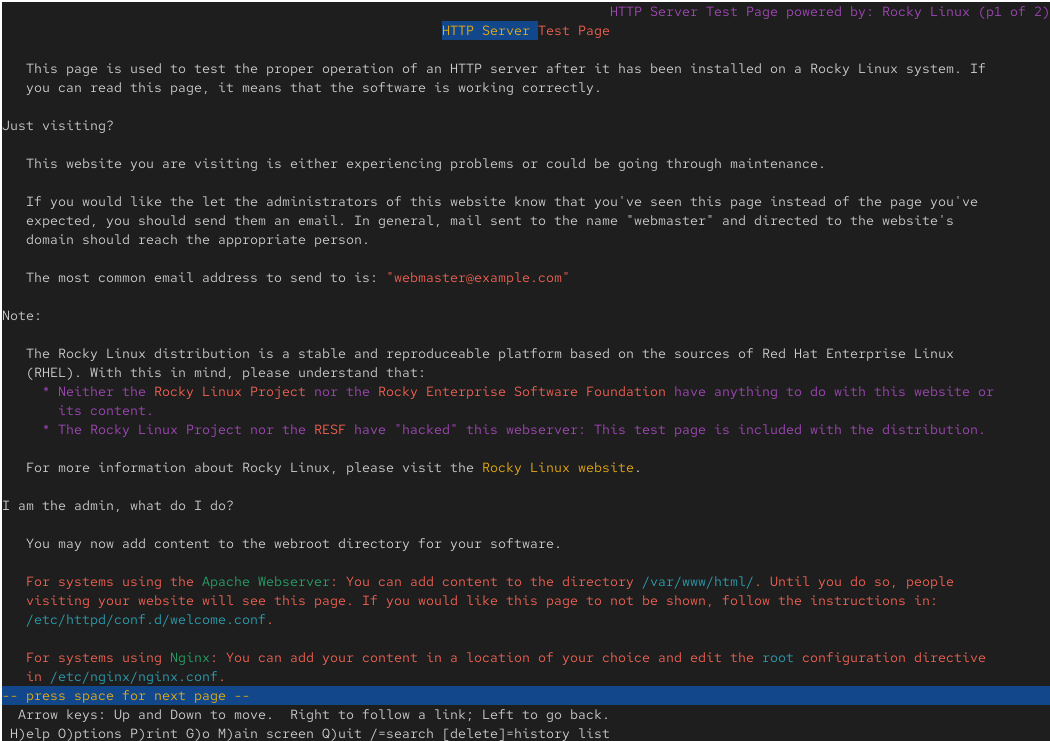 HTTP Server Test Page powered by: Rocky Linux (p1 of 2)
HTTP Server Test Page
This page is used to test the proper operation of an HTTP server after it has been installed on a Rocky Linux system. If
you can read this page, it means that the software is working correctly.
Just visiting?
This website you are visiting is either experiencing problems or could be going through maintenance.
If you would like the let the administrators of this website know that you've seen this page instead of the page you've
expected, you should send them an email. In general, mail sent to the name "webmaster" and directed to the website's
domain should reach the appropriate person.
The most common email address to send to is: "webmaster@example.com"
Note:
The Rocky Linux distribution is a stable and reproduceable platform based on the sources of Red Hat Enterprise Linux
(RHEL). With this in mind, please understand that:
* Neither the Rocky Linux Project nor the Rocky Enterprise Software Foundation have anything to do with this website or
its content.
* The Rocky Linux Project nor the RESF have "hacked" this webserver: This test page is included with the distribution.
For more information about Rocky Linux, please visit the Rocky Linux website.
I am the admin, what do I do?
You may now add content to the webroot directory for your software.
For systems using the Apache Webserver: You can add content to the directory /var/www/html/. Until you do so, people
visiting your website will see this page. If you would like this page to not be shown, follow the instructions in:
/etc/httpd/conf.d/welcome.conf.
For systems using Nginx: You can add your content in a location of your choice and edit the root configuration directive
in /etc/nginx/nginx.conf.
-- press space for next page --
Arrow keys: Up and Down to move.  Right to follow a link; Left to go back.
H)elp O)ptions P)rint G)o M)ain screen Q)uit /=search [delete]=history list